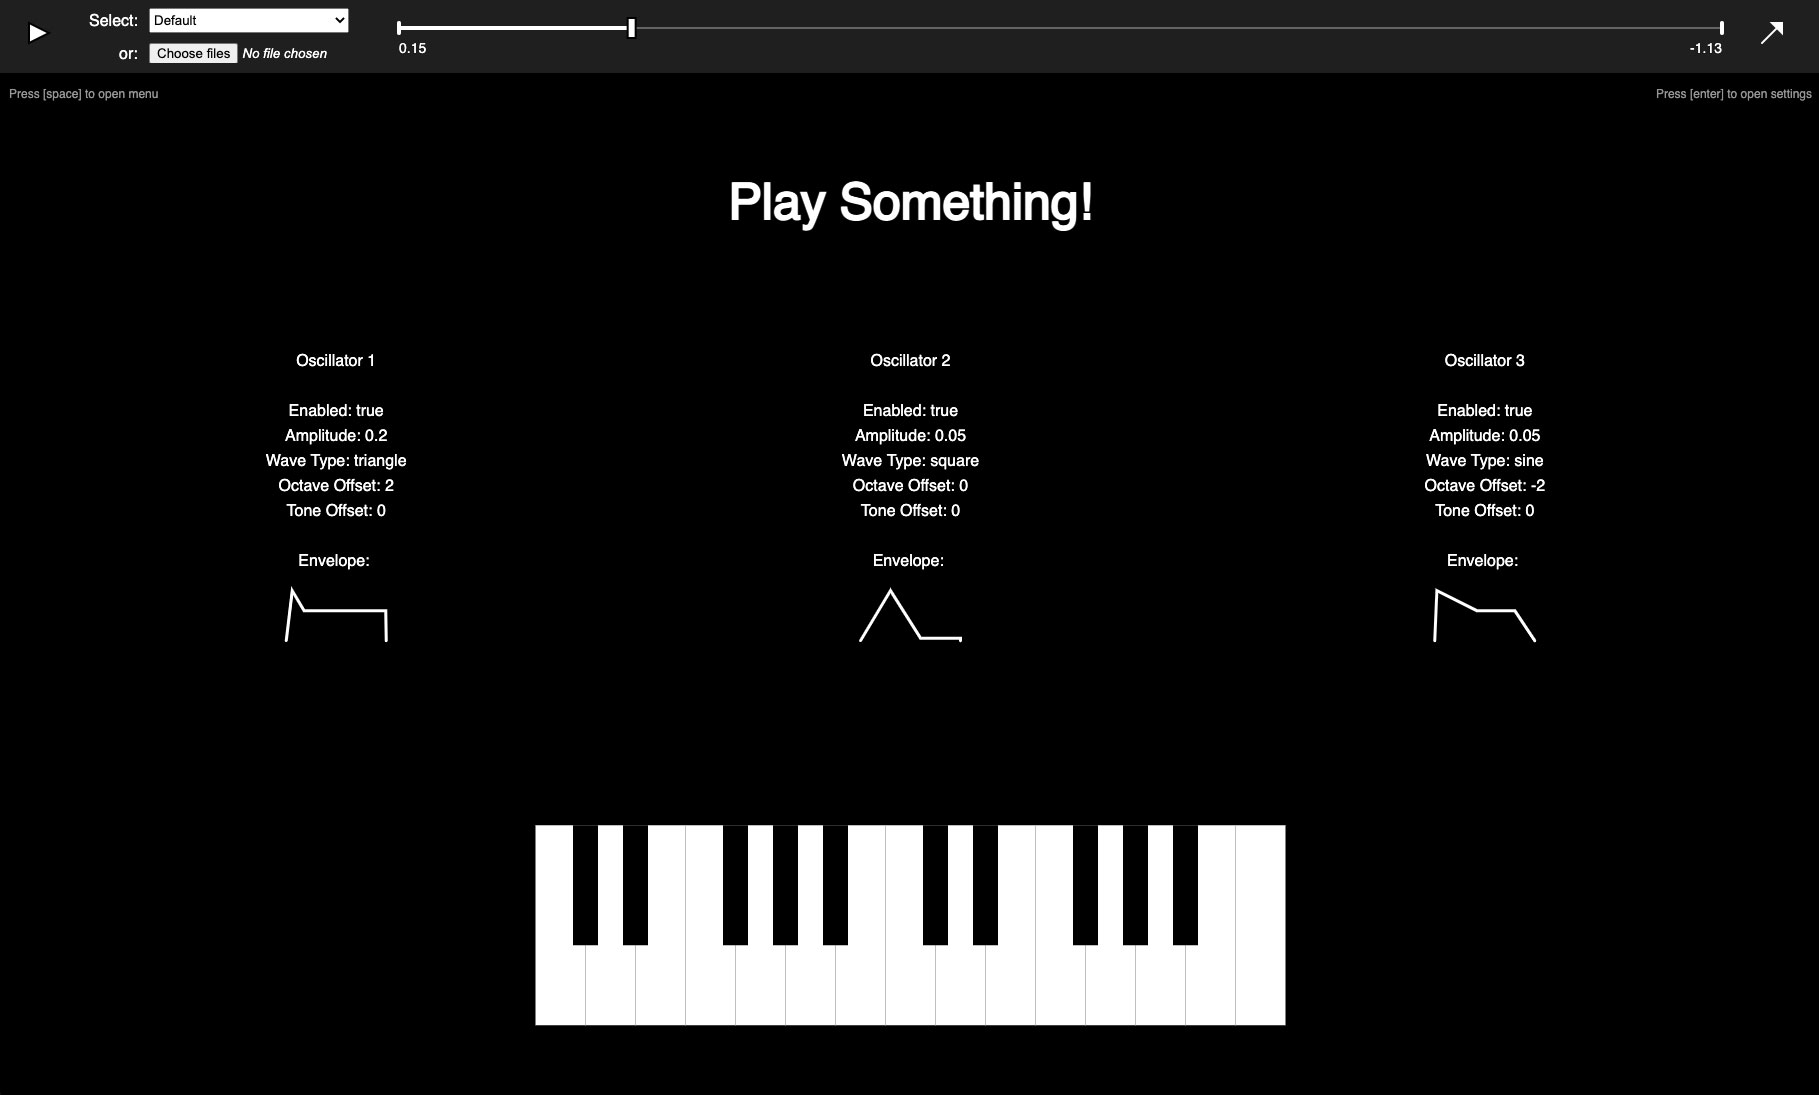 Select: Default
or: Choose files No file chosen
0.15 -1.13
Press [space] to open menu
Press [enter] to open settings
Play Something!
Oscillator 1
Enabled: true
Amplitude: 0.2
Wave Type: triangle
Octave Offset: 2
Tone Offset: 0
Envelope:
Oscillator 2
Enabled: true
Amplitude: 0.05
Wave Type: square
Octave Offset: 0
Tone Offset: 0
Envelope:
Oscillator 3
Enabled: true
Amplitude: 0.05
Wave Type: sine
Octave Offset: -2
Tone Offset: 0
Envelope: